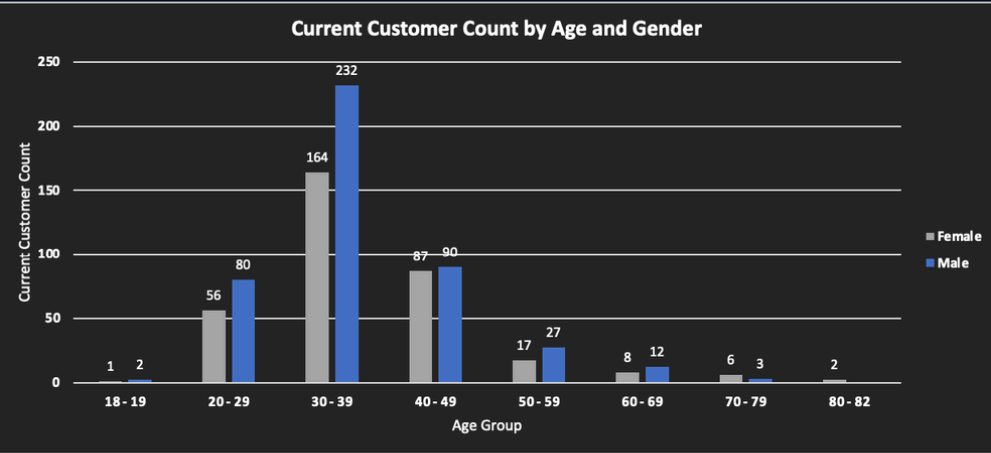 Current Customer Count by Age and Gender
250
200
150
100
50
0
Current Customer Count
1
2
56
80
164
232
87
90
17
27
8
12
6
3
2
18 - 19
20 - 29
30 - 39
40 - 49
50 - 59
60 - 69
70 - 79
80 - 82
Age Group
Female
Male